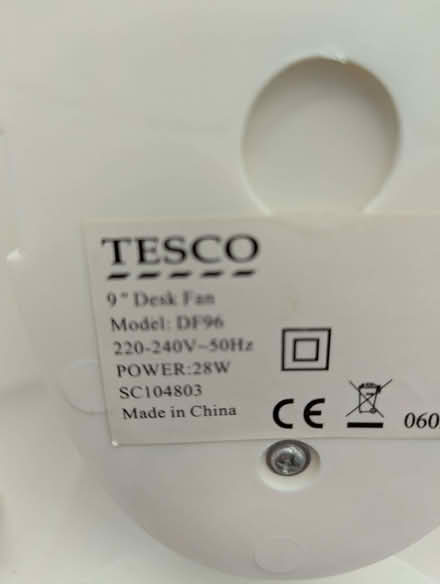 TESCO
9" Desk Fan
Model: DF96
220-240V~50Hz
POWER:28W
SC104803
Made in China
CE
060